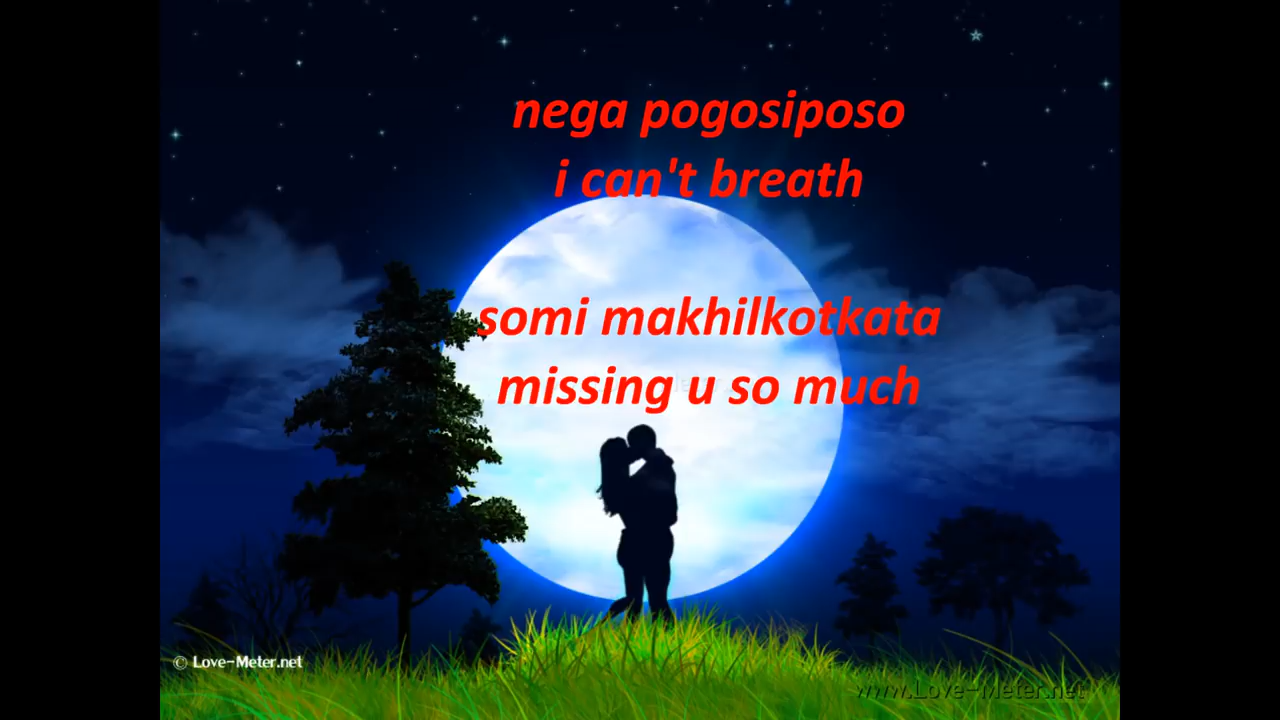 nega pogosiposo
i can't breath
somi makhilkotkata
missing u so much
© Love-Meter.net
www.Love-Meter.net